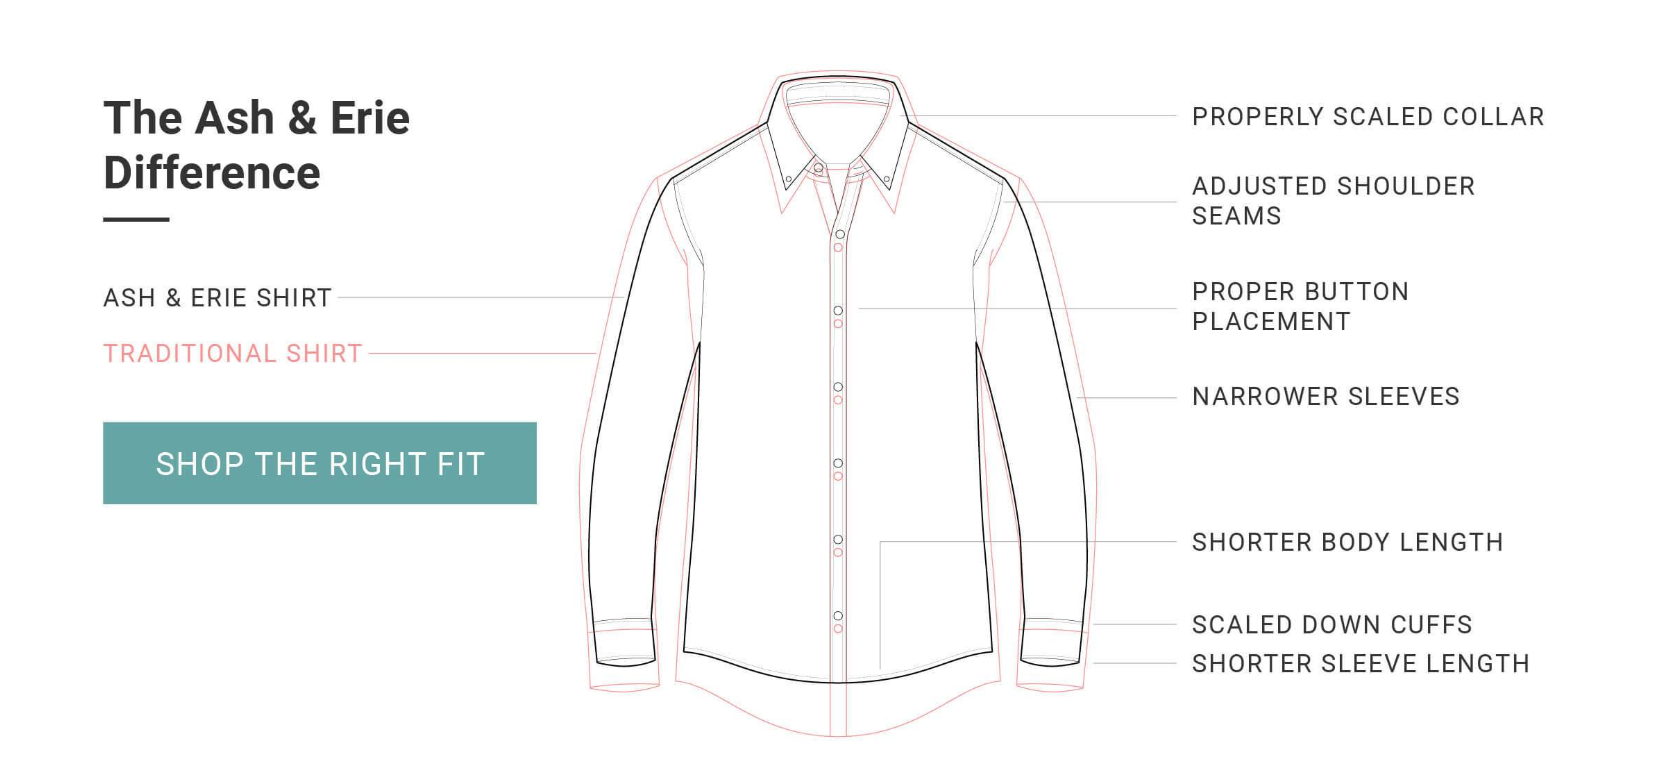 The Ash & Erie
Difference
ASH & ERIE SHIRT
TRADITIONAL SHIRT
SHOP THE RIGHT FIT
PROPERLY SCALED COLLAR
ADJUSTED SHOULDER
SEAMS
PROPER BUTTON
PLACEMENT
NARROWER SLEEVES
SHORTER BODY LENGTH
SCALED DOWN CUFFS
SHORTER SLEEVE LENGTH